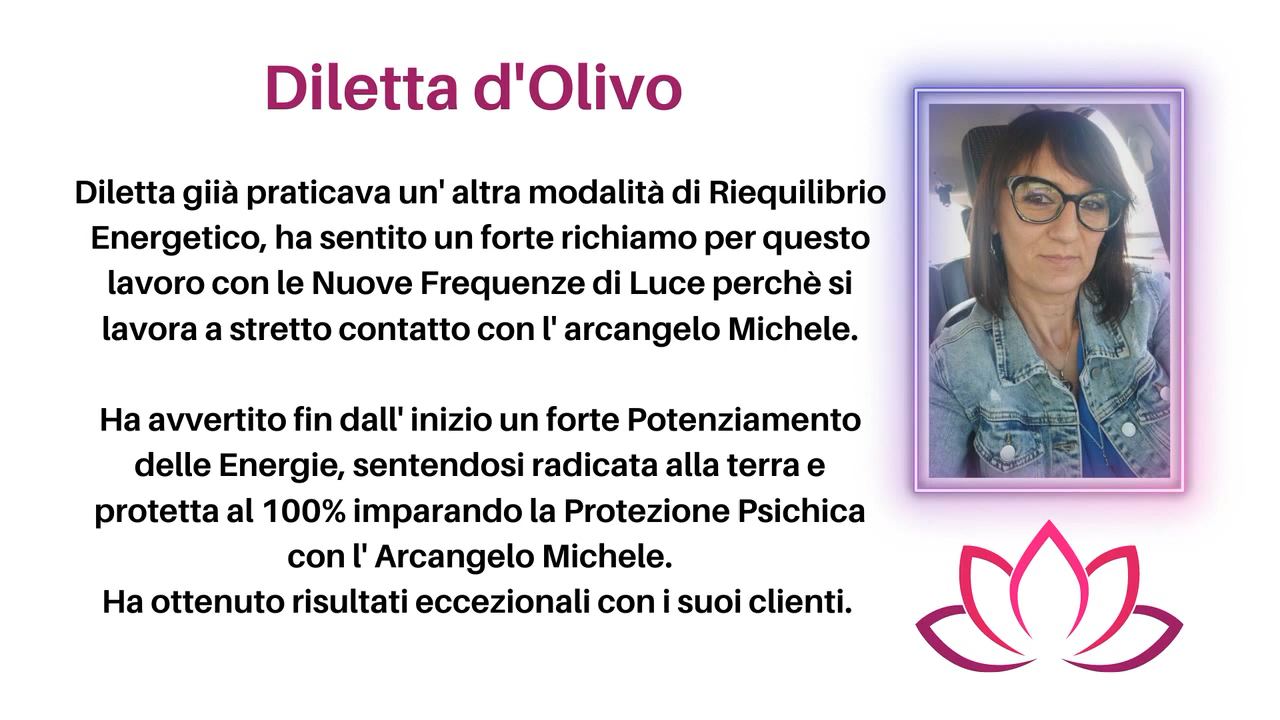 Diletta d'Olivo
Diletta giià praticava un' altra modalità di Riequilibrio
Energetico, ha sentito un forte richiamo per questo
lavoro con le Nuove Frequenze di Luce perchè si
lavora a stretto contatto con l' arcangelo Michele.
Ha avvertito fin dall' inizio un forte Potenziamento
delle Energie, sentendosi radicata alla terra e
protetta al 100% imparando la Protezione Psichica
con l' Arcangelo Michele.
Ha ottenuto risultati eccezionali con i suoi clienti.